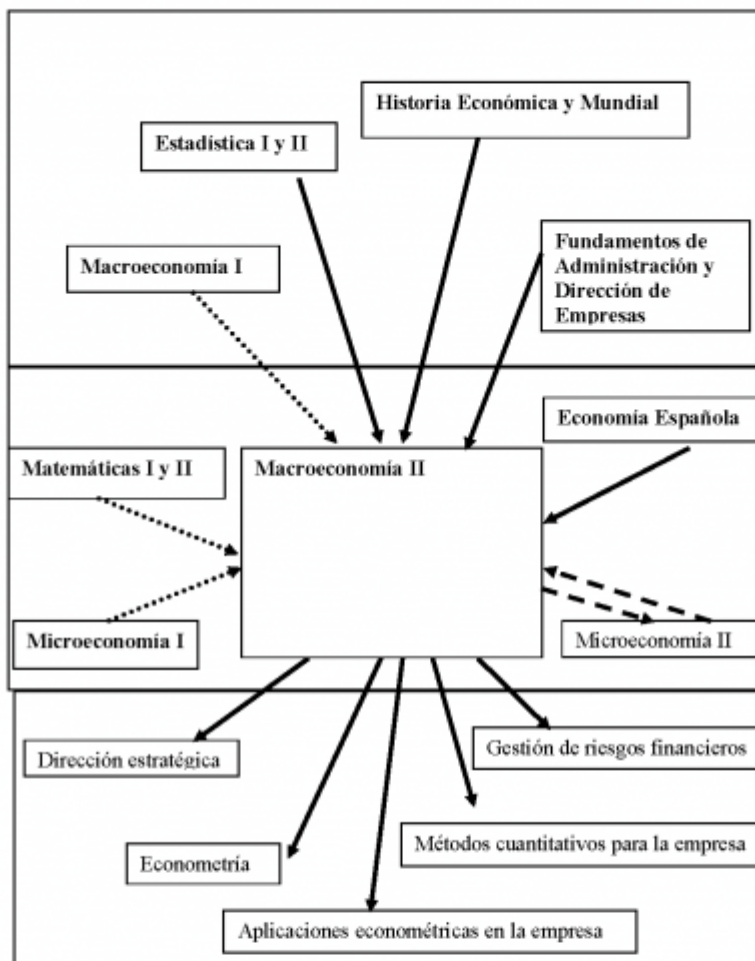 Historia Económica y Mundial
Estadística I y II
Macroeconomía I
Fundamentos de
Administración y
Dirección de
Empresas
Economía Española
Matemáticas I y II
Macroeconomía II
Microeconomía I
Microeconomía II
Dirección estratégica
Gestión de riesgos financieros
Métodos cuantitativos para la empresa
Econometría
Aplicaciones econométricas en la empresa